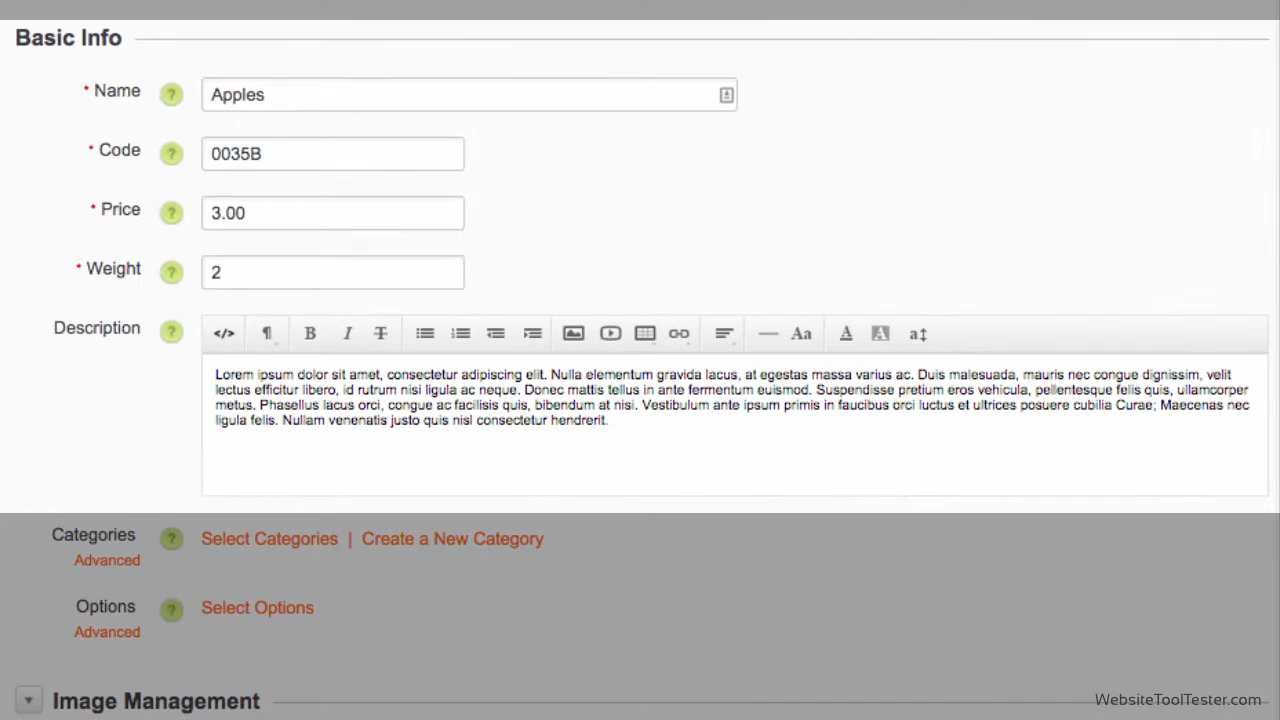 Basic Info
* Name ? Apples
* Code ? 0035B
* Price ? 3.00
* Weight ? 2
Description ? </> ¶ B I T Aa A A a↕
Lorem ipsum dolor sit amet, consectetur adipiscing elit. Nulla elementum gravida lacus, at egestas massa varius ac. Duis malesuada, mauris nec congue dignissim, velit
lectus efficitur libero, id rutrum nisi ligula ac neque. Donec mattis tellus in ante fermentum euismod. Suspendisse pretium eros vehicula, pellentesque felis quis, ullamcorper
metus. Phasellus lacus orci, congue ac facilisis quis, bibendum at nisi. Vestibulum ante ipsum primis in faucibus orci luctus et ultrices posuere cubilia Curae; Maecenas nec
ligula felis. Nullam venenatis justo quis nisl consectetur hendrerit.
Categories ? Select Categories | Create a New Category
Advanced
Options ? Select Options
Advanced
Image Management
WebsiteToolTester.com